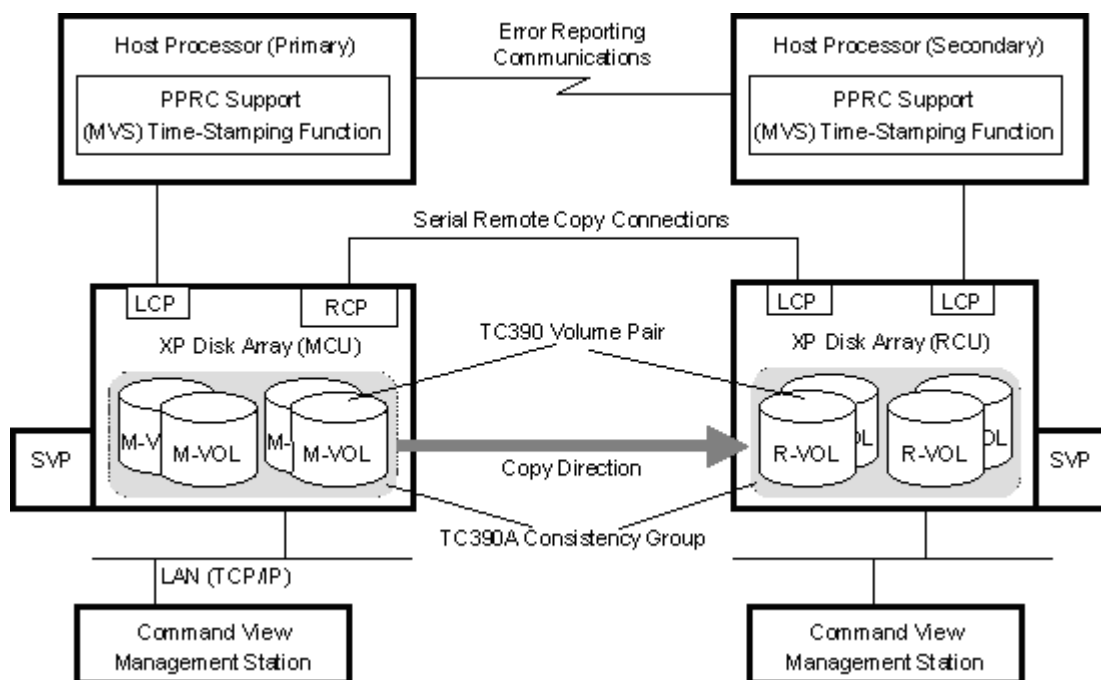 Host Processor (Primary)
PPRC Support
(MVS) Time-Stamping Function
Error Reporting
Communications
Host Processor (Secondary)
PPRC Support
(MVS) Time-Stamping Function
Serial Remote Copy Connections
LCP
RCP
LCP
LCP
XP Disk Array (MCU)
TC390 Volume Pair
XP Disk Array (RCU)
SVP
M-V
M-VOL
M-
M-VOL
Copy Direction
R-VOL
OL
R-VOL
OL
SVP
TC390A Consistency Group
LAN (TCP/IP)
Command View
Management Station
Command View
Management Station